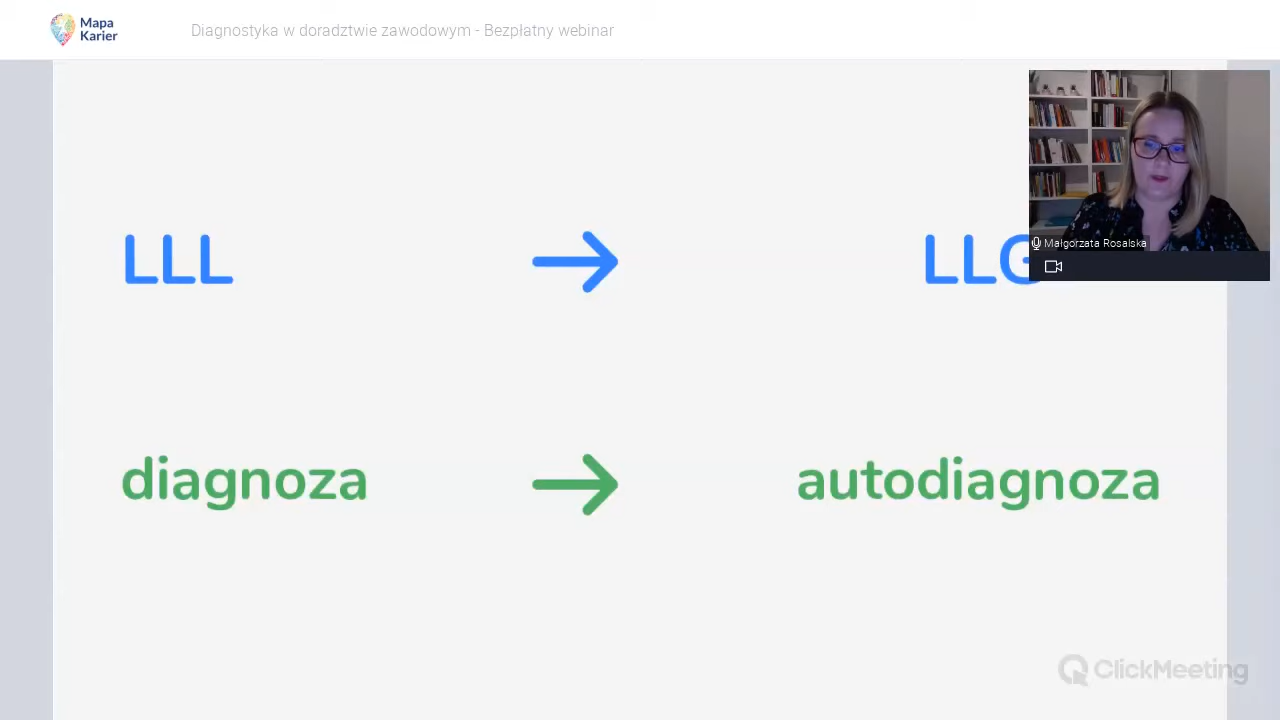 Mapa
Karier
Diagnostyka w doradztwie zawodowym - Bezpłatny webinar
LLL → LLG
Małgorzata Rosalska
diagnoza → autodiagnoza
ClickMeeting